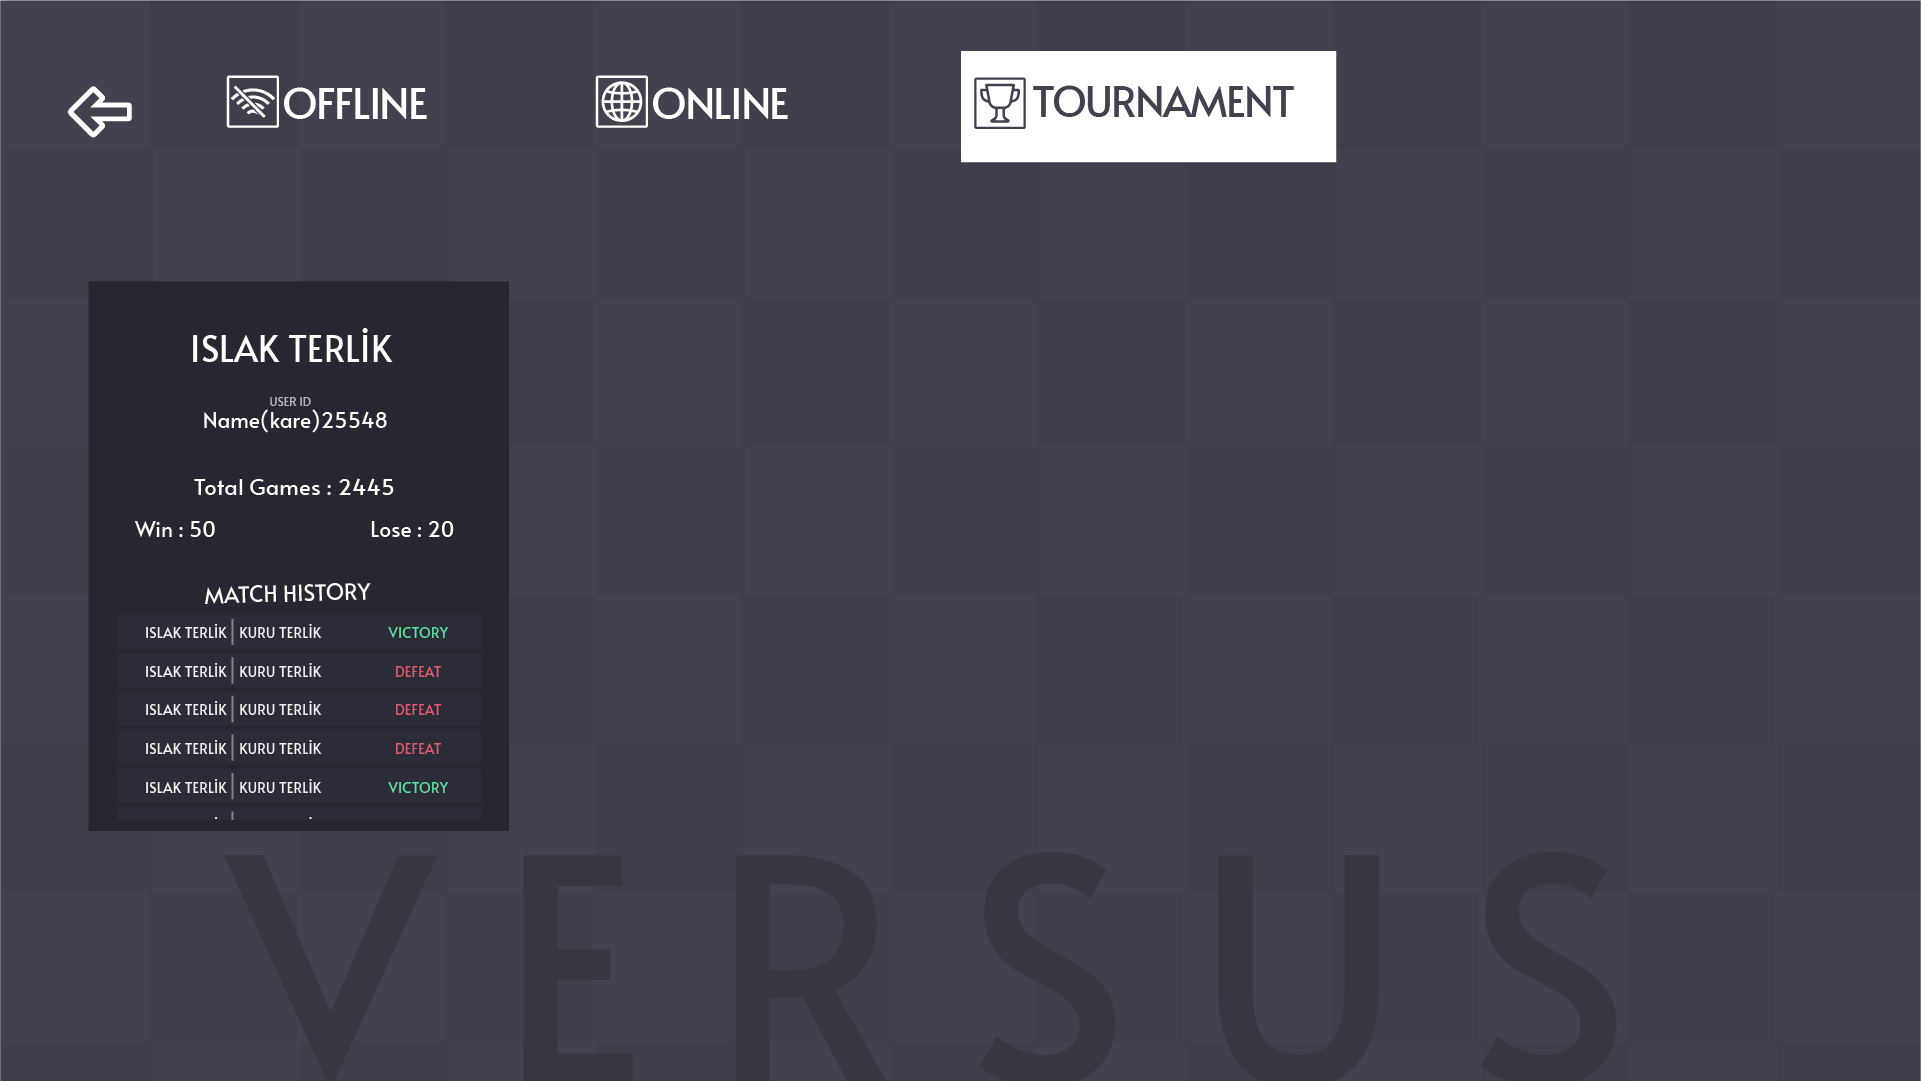 OFFLINE ONLINE TOURNAMENT
ISLAK TERLİK
USER ID
Name(kare)25548
Total Games : 2445
Win : 50 Lose : 20
MATCH HISTORY
ISLAK TERLİK KURU TERLİK VICTORY
ISLAK TERLİK KURU TERLİK DEFEAT
ISLAK TERLİK KURU TERLİK DEFEAT
ISLAK TERLİK KURU TERLİK DEFEAT
ISLAK TERLİK KURU TERLİK VICTORY
VERSUS